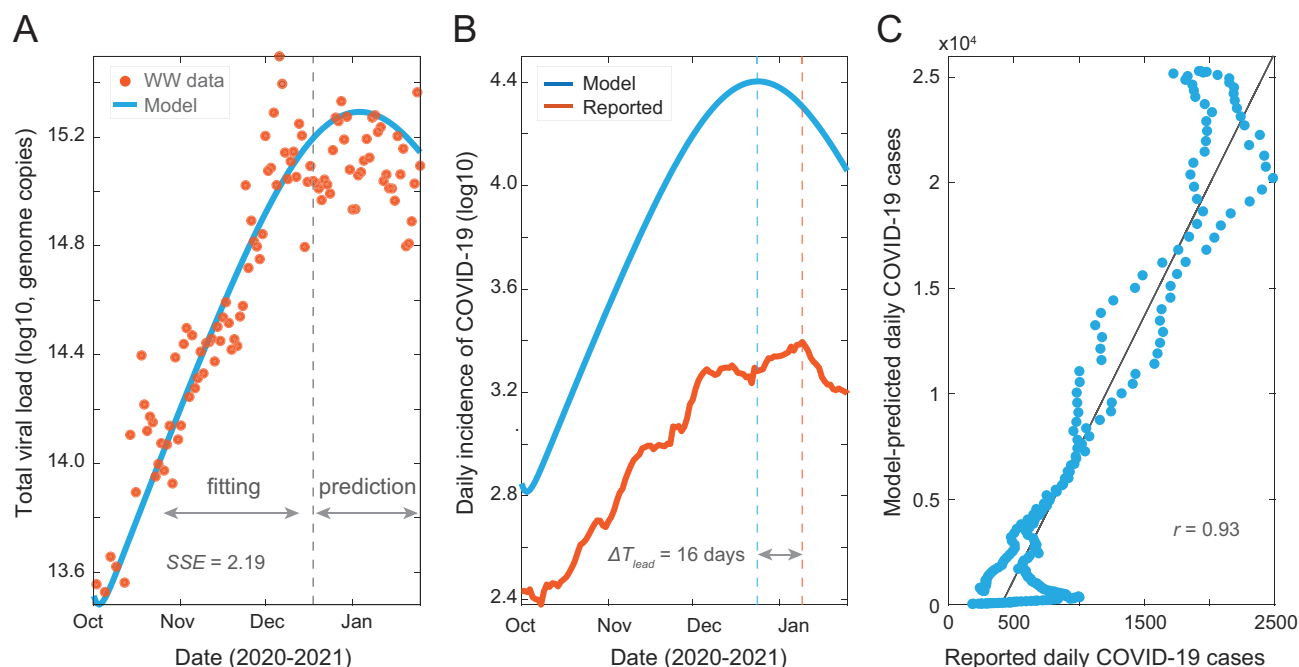 A
WW data
Model
Total viral load (log10, genome copies)
15.2
14.8
14.4
14.0
13.6
fitting
prediction
SSE = 2.19
Oct
Nov
Dec
Jan
Date (2020-2021)
B
Model
Reported
Daily incidence of COVID-19 (log10)
4.4
4.0
3.6
3.2
2.8
2.4
ΔT_lead = 16 days
Oct
Nov
Dec
Jan
Date (2020-2021)
C
x10⁴
Model-predicted daily COVID-19 cases
2.5
2
1.5
1
0.5
0
r = 0.93
0
500
1500
2500
Reported daily COVID-19 cases